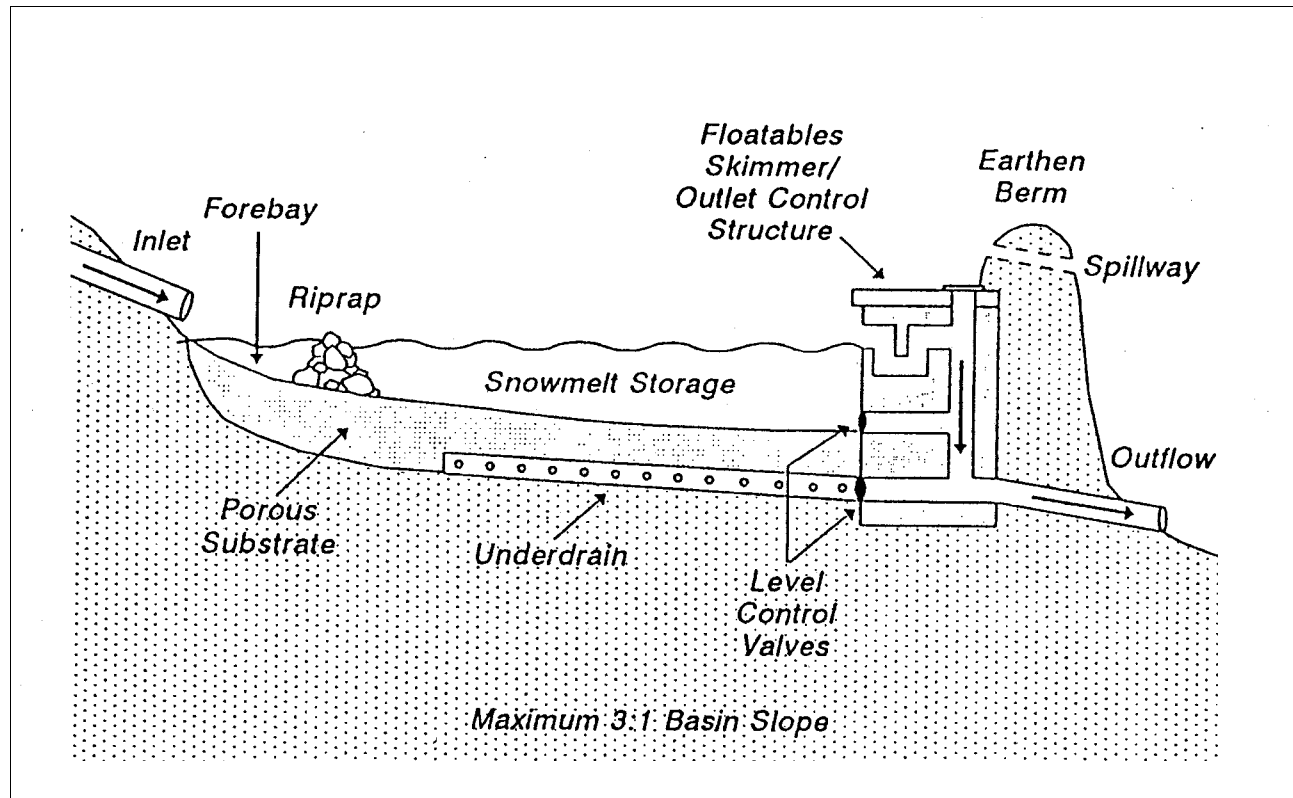 Floatables
Skimmer/
Outlet Control
Structure
Earthen
Berm
Forebay
Inlet
Spillway
Riprap
Snowmelt Storage
Outflow
Porous
Substrate
Underdrain
Level
Control
Valves
Maximum 3:1 Basin Slope